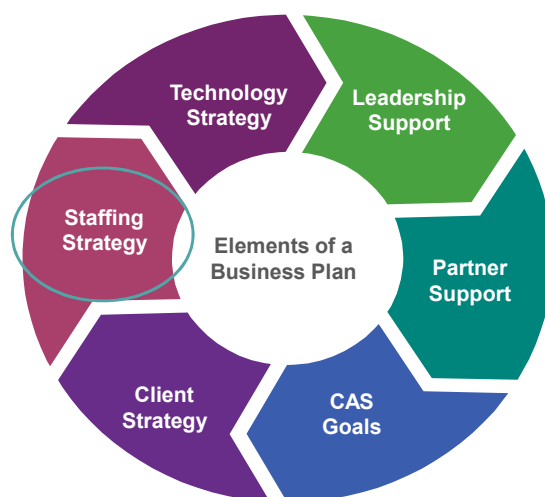 Technology
Strategy
Leadership
Support
Staffing
Strategy
Elements of a
Business Plan
Partner
Support
Client
Strategy
CAS
Goals